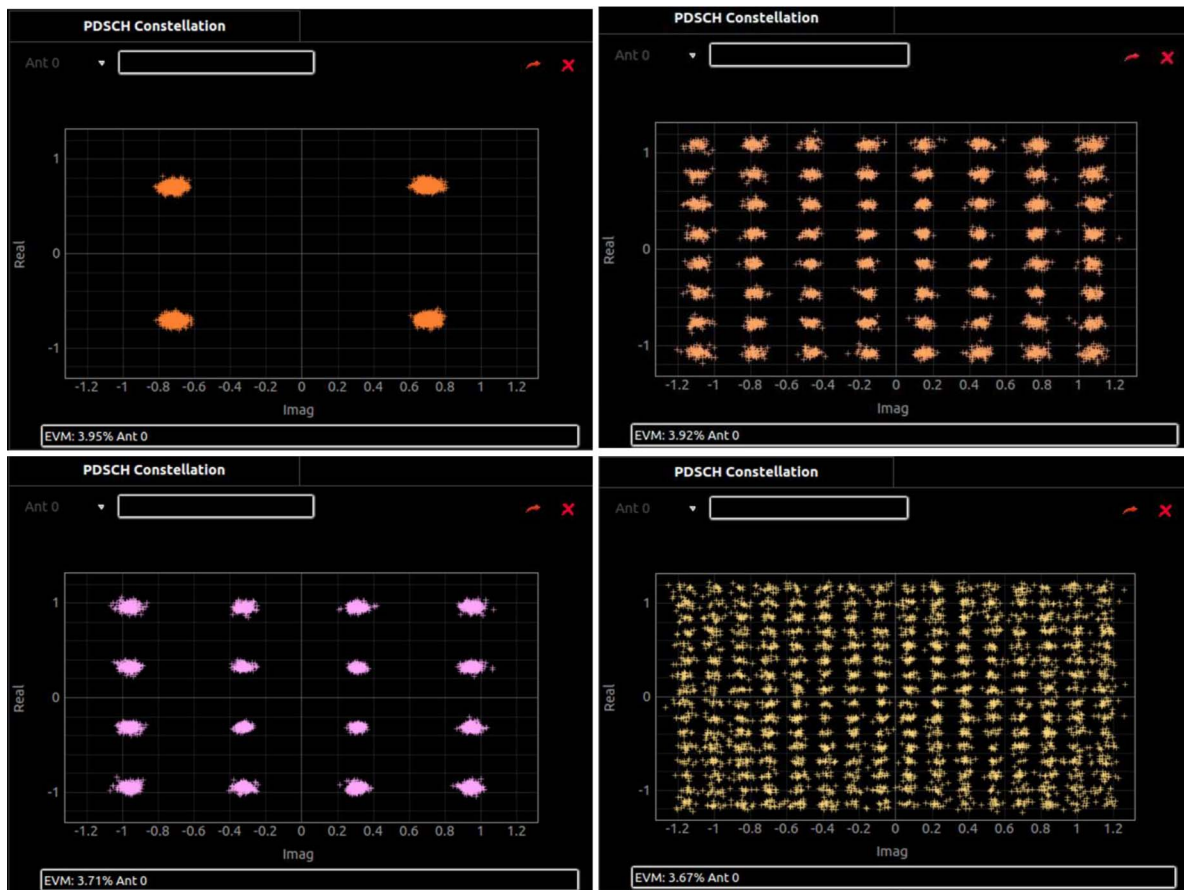 PDSCH Constellation
Ant 0
1
0
-1
Real
-1.2 -1 -0.8 -0.6 -0.4 -0.2 0 0.2 0.4 0.6 0.8 1 1.2
Imag
EVM: 3.95% Ant 0
PDSCH Constellation
Ant 0
1
0
-1
Real
-1.2 -1 -0.8 -0.6 -0.4 -0.2 0 0.2 0.4 0.6 0.8 1 1.2
Imag
EVM: 3.92% Ant 0
PDSCH Constellation
Ant 0
1
0
-1
Real
-1.2 -1 -0.8 -0.6 -0.4 -0.2 0 0.2 0.4 0.6 0.8 1 1.2
Imag
EVM: 3.71% Ant 0
PDSCH Constellation
Ant 0
1
0
-1
Real
-1.2 -1 -0.8 -0.6 -0.4 -0.2 0 0.2 0.4 0.6 0.8 1 1.2
Imag
EVM: 3.67% Ant 0